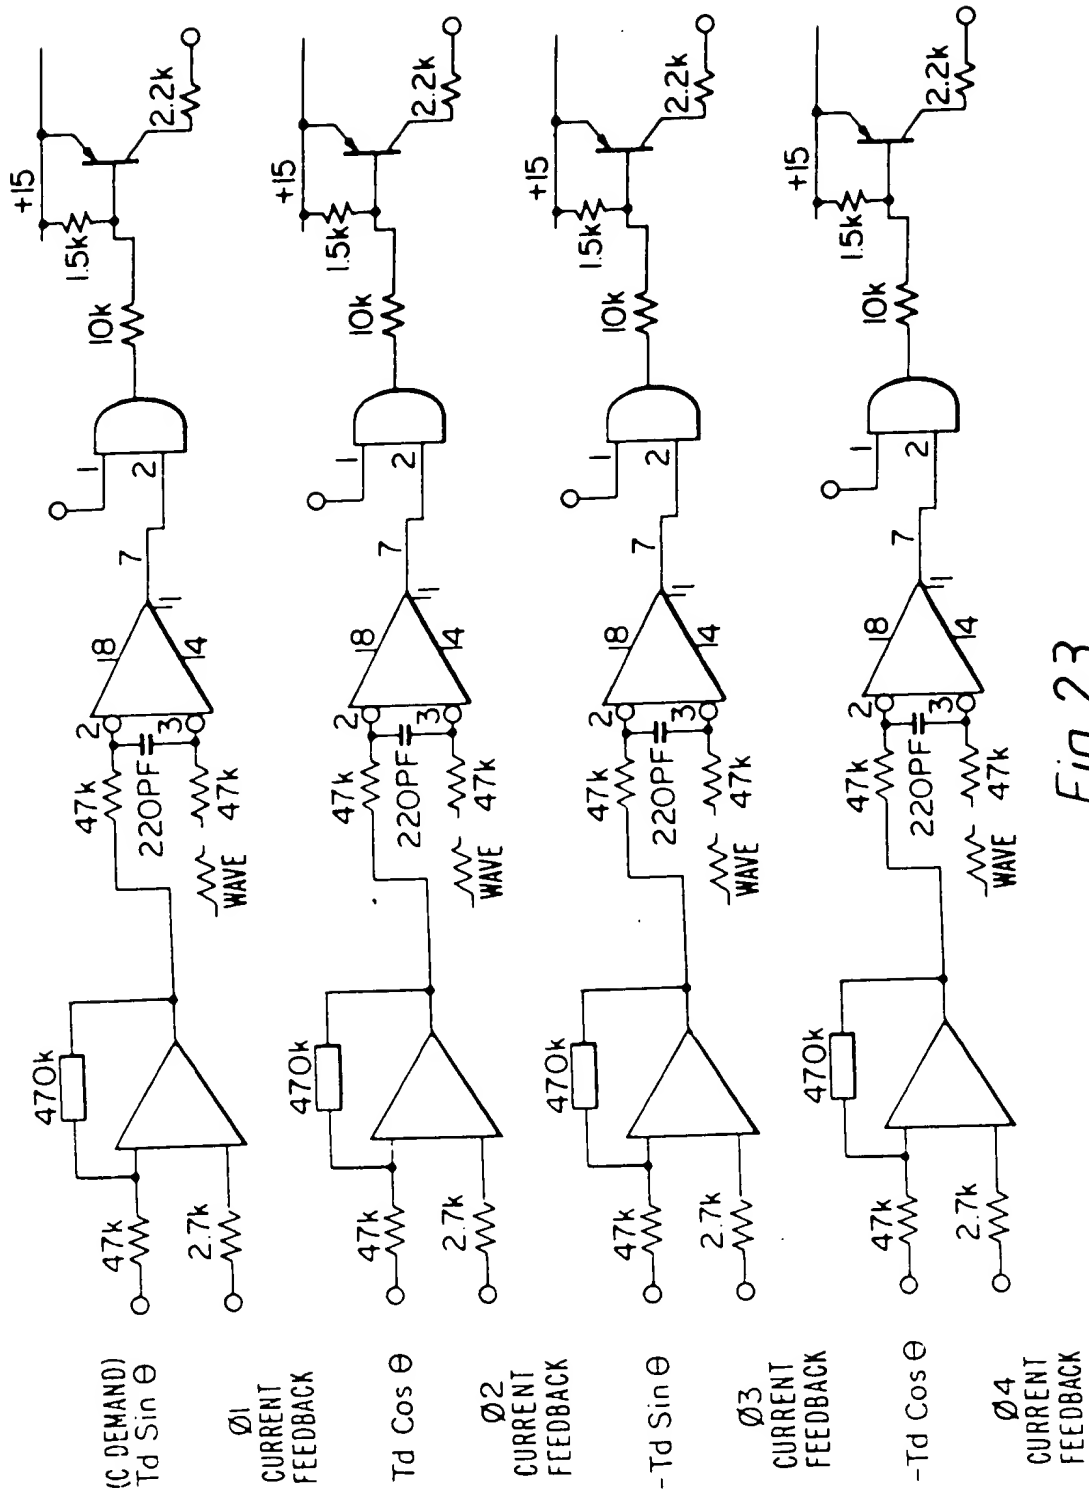 (C DEMAND)
Td Sin θ
Ø1
CURRENT
FEEDBACK
47k
2.7k
470k
47k
220PF
47k
WAVE
2
3
18
14
1
7
1
2
10k
1.5k
+15
2.2k
Td Cos θ
Ø2
CURRENT
FEEDBACK
47k
2.7k
470k
47k
220PF
47k
WAVE
2
3
18
14
1
7
1
2
10k
1.5k
+15
2.2k
-Td Sin θ
Ø3
CURRENT
FEEDBACK
47k
2.7k
470k
47k
220PF
47k
WAVE
2
3
18
14
1
7
1
2
10k
1.5k
+15
2.2k
-Td Cos θ
Ø4
CURRENT
FEEDBACK
47k
2.7k
470k
47k
220PF
47k
WAVE
2
3
18
14
1
7
1
2
10k
1.5k
+15
2.2k
Fig. 23